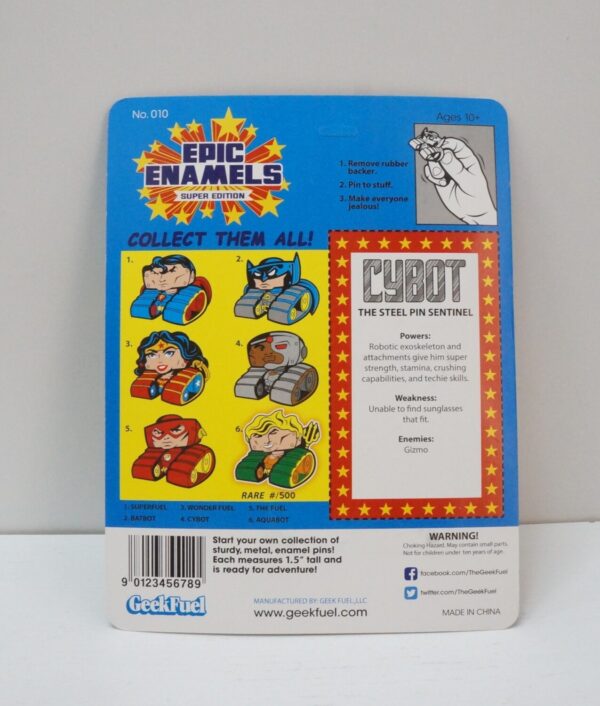 No. 010
Ages 10+
EPIC
ENAMELS
SUPER EDITION
1. Remove rubber
backer.
2. Pin to stuff.
3. Make everyone
jealous!
COLLECT THEM ALL!
1.
2.
3.
4.
5.
6.
RARE #/500
1. SUPERFUEL 3. WONDER FUEL 5. THE FUEL
2. BATBOT 4. CYBOT 6. AQUABOT
CYBOT
THE STEEL PIN SENTINEL
Powers:
Robotic exoskeleton and
attachments give him super
strength, stamina, crushing
capabilities, and techie skills.
Weakness:
Unable to find sunglasses
that fit.
Enemies:
Gizmo
9 0123456789
Start your own collection of
sturdy, metal, enamel pins!
Each measures 1.5" tall and
is ready for adventure!
WARNING!
Choking Hazard. May contain small parts.
Not for children under ten years of age.
facebook.com/TheGeekFuel
twitter.com/TheGeekFuel
GeekFuel
MANUFACTURED BY: GEEK FUEL, LLC
www.geekfuel.com
MADE IN CHINA